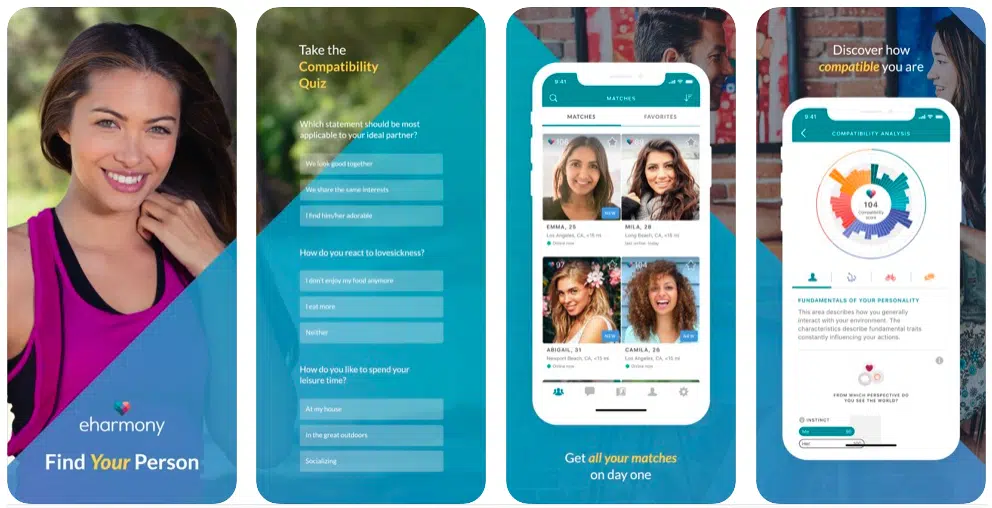 eharmony
Find Your Person
Take the
Compatibility
Quiz
Which statement should be most
applicable to your ideal partner?
We look good together
We share the same interests
I find him/her adorable
How do you react to lovesickness?
I don't enjoy my food anymore
I eat more
Neither
How do you like to spend your
leisure time?
At my house
In the great outdoors
Socializing
9:41
MATCHES
MATCHES
FAVORITES
NEW
EMMA, 25
Los Angeles, CA, <15 mi
Online now
MILA, 28
Long Beach, CA, <15 mi
last online: today
97
NEW
NEW
ABIGAIL, 31
Newport Beach, CA, <15 mi
Online now
CAMILA, 26
Los Angeles, CA, <15 mi
Online now
Get all your matches
on day one
Discover how
compatible you are
9:41
COMPATIBILITY ANALYSIS
104
Compatibility
score
FUNDAMENTALS OF YOUR PERSONALITY
This area describes how you generally
interact with your environment. The
characteristics describe fundamental traits
constantly influencing your actions.
FROM WHICH PERSPECTIVE DO
YOU SEE THE WORLD?
INSTINCT